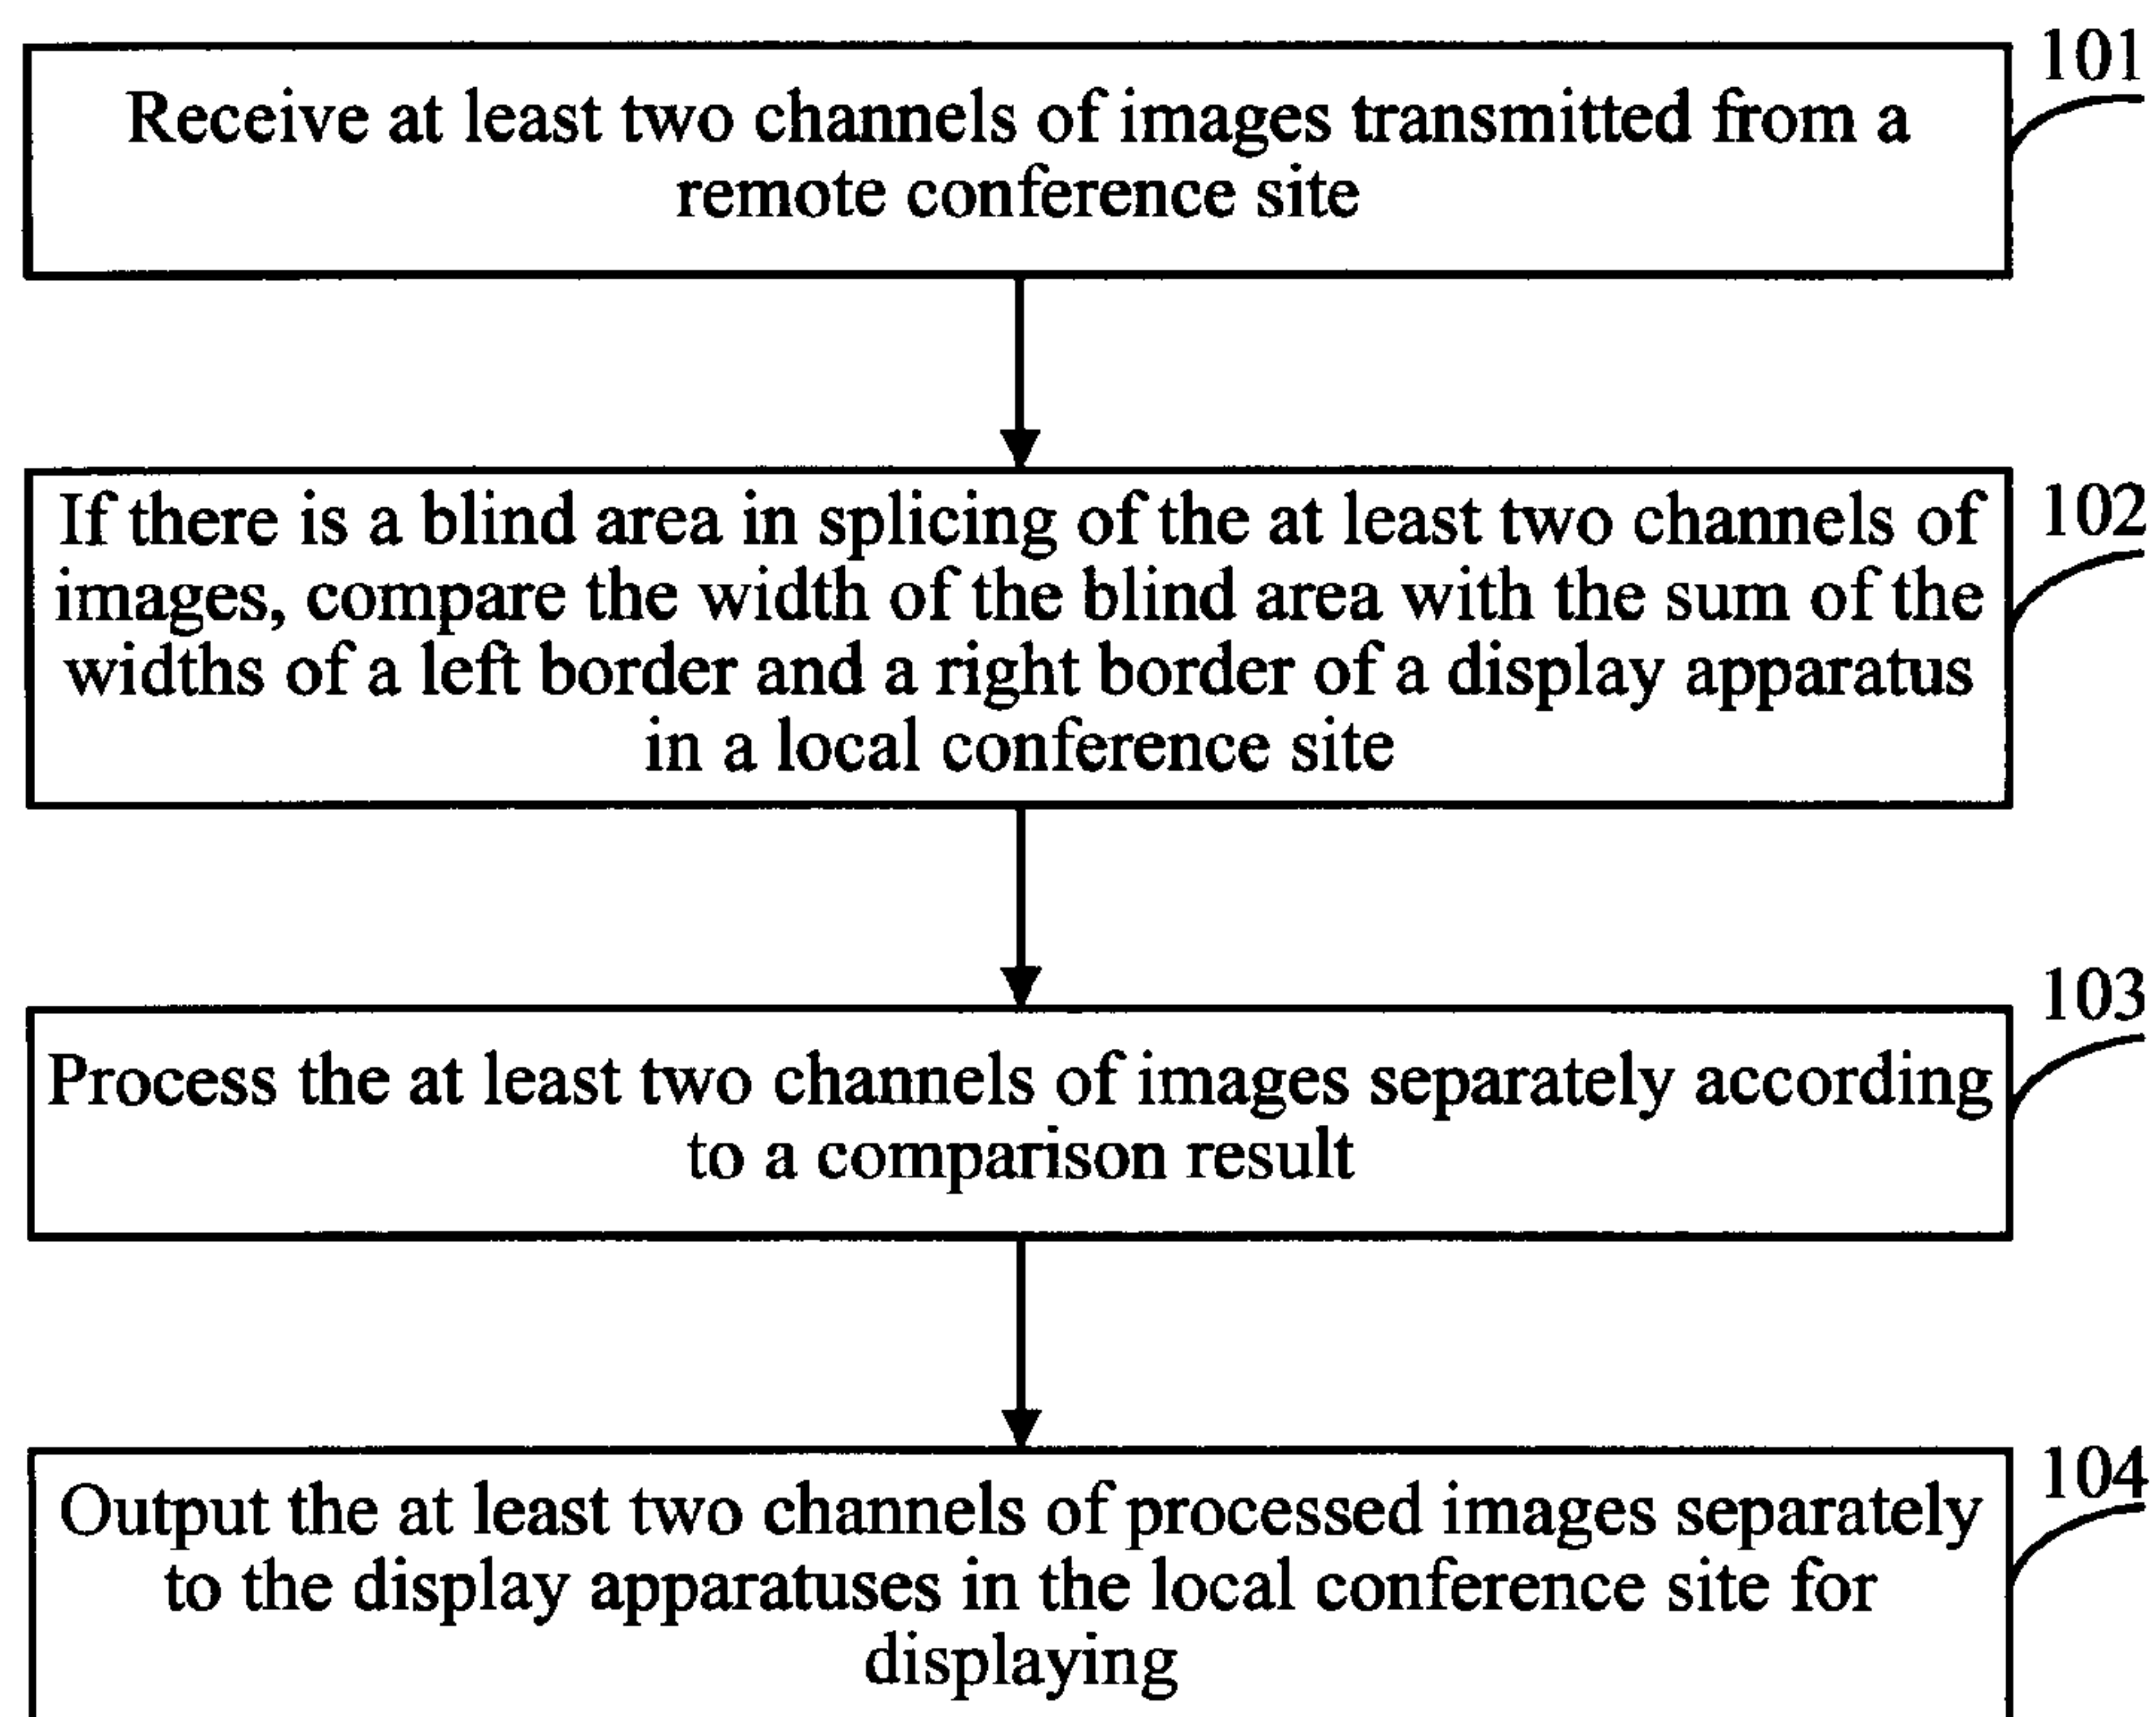 101
Receive at least two channels of images transmitted from a
remote conference site
102
If there is a blind area in splicing of the at least two channels of
images, compare the width of the blind area with the sum of the
widths of a left border and a right border of a display apparatus
in a local conference site
103
Process the at least two channels of images separately according
to a comparison result
104
Output the at least two channels of processed images separately
to the display apparatuses in the local conference site for
displaying